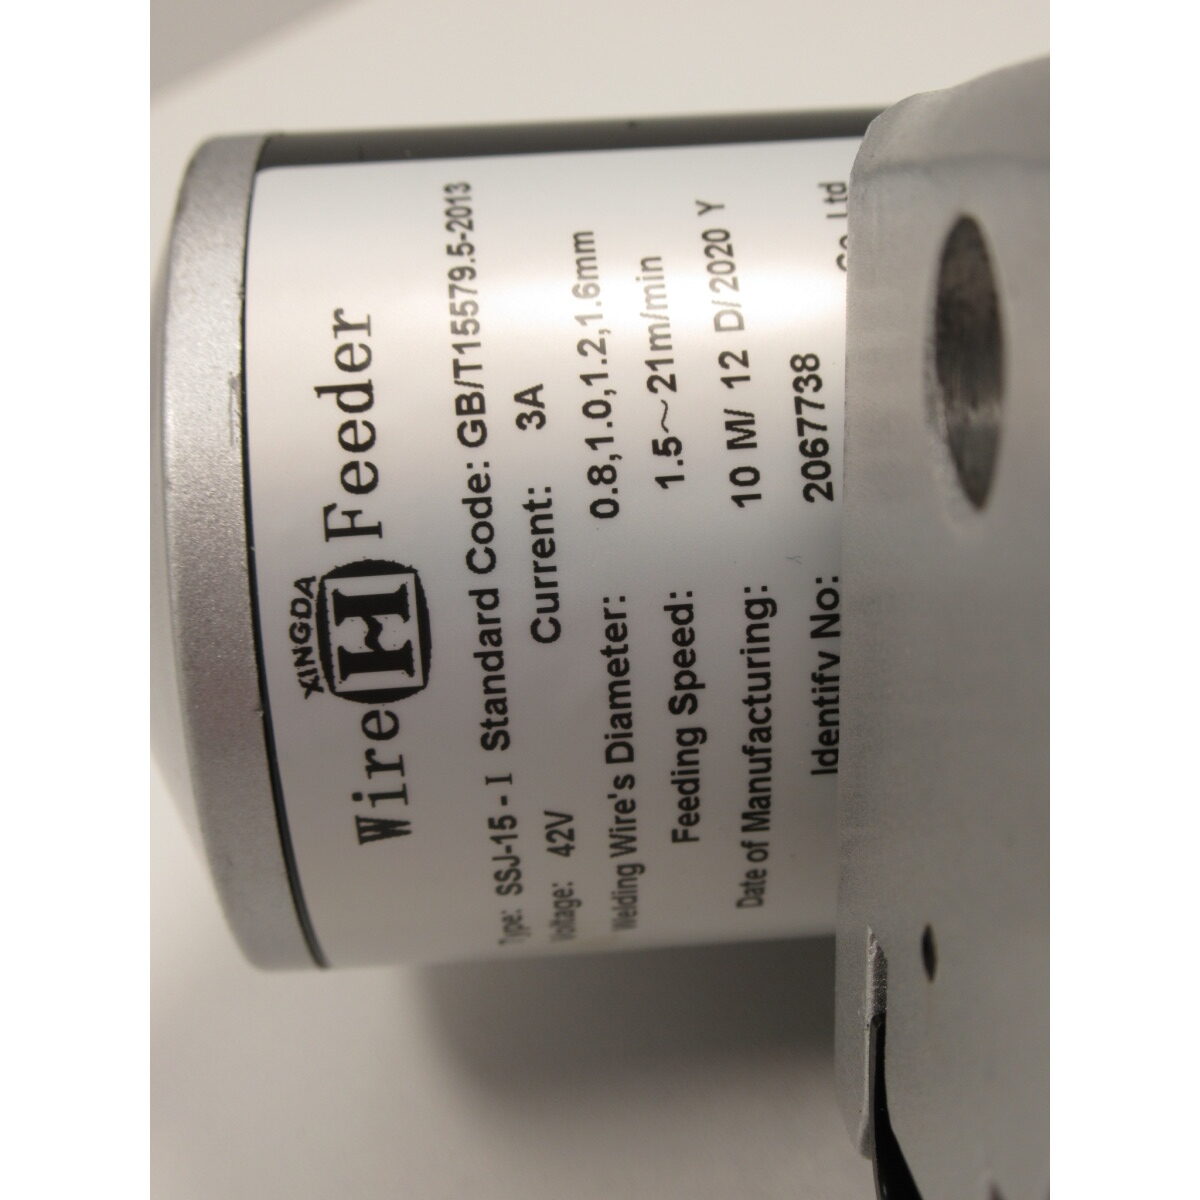 XINGDA
Wire H Feeder
Type: SSJ-15-I Standard Code: GB/T15579.5-2013
Voltage: 42V Current: 3A
Welding Wire's Diameter: 0.8,1.0,1.2,1.6mm
Feeding Speed: 1.5~21m/min
Date of Manufacturing: 10 M/ 12 D/2020 Y
Identify No: 2067738
Co Ltd